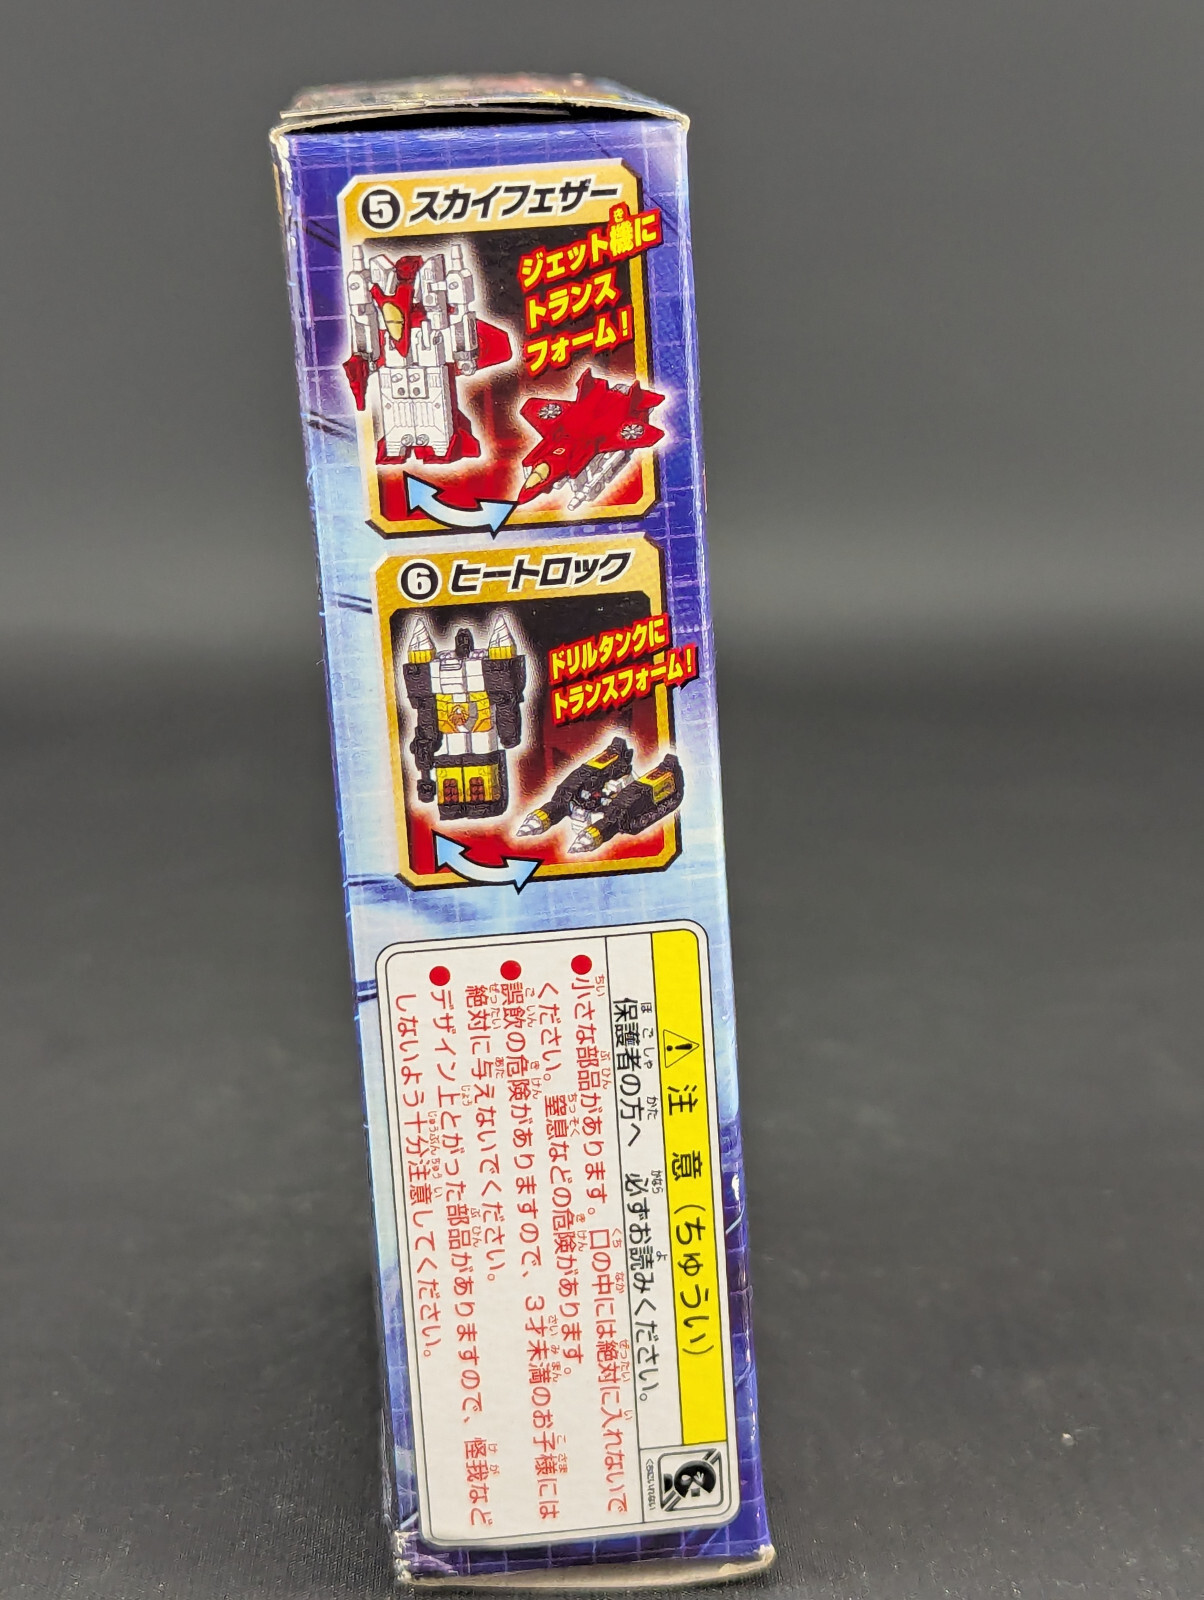 ⑤ スカイフェザー
ジェット機に
トランス
フォーム!
⑥ ヒートロック
ドリルタンクに
トランスフォーム!
⚠ 注意(ちゅうい)
保護者の方へ 必ずお読みください。
●小さな部品があります。口の中には絶対に入れないで
ください。窒息などの危険があります。
●誤飲の危険がありますので、3才未満のお子様には
絶対に与えないでください。
●デザイン上とがった部品がありますので、怪我など
しないよう十分注意してください。
くちにいれない